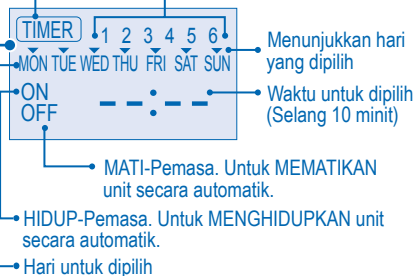 TIMER 1 2 3 4 5 6
MON TUE WED THU FRI SAT SUN
ON
OFF
--:--
Menunjukkan hari
yang dipilih
Waktu untuk dipilih
(Selang 10 minit)
MATI-Pemasa. Untuk MEMATIKAN
unit secara automatik.
HIDUP-Pemasa. Untuk MENGHIDUPKAN unit
secara automatik.
Hari untuk dipilih